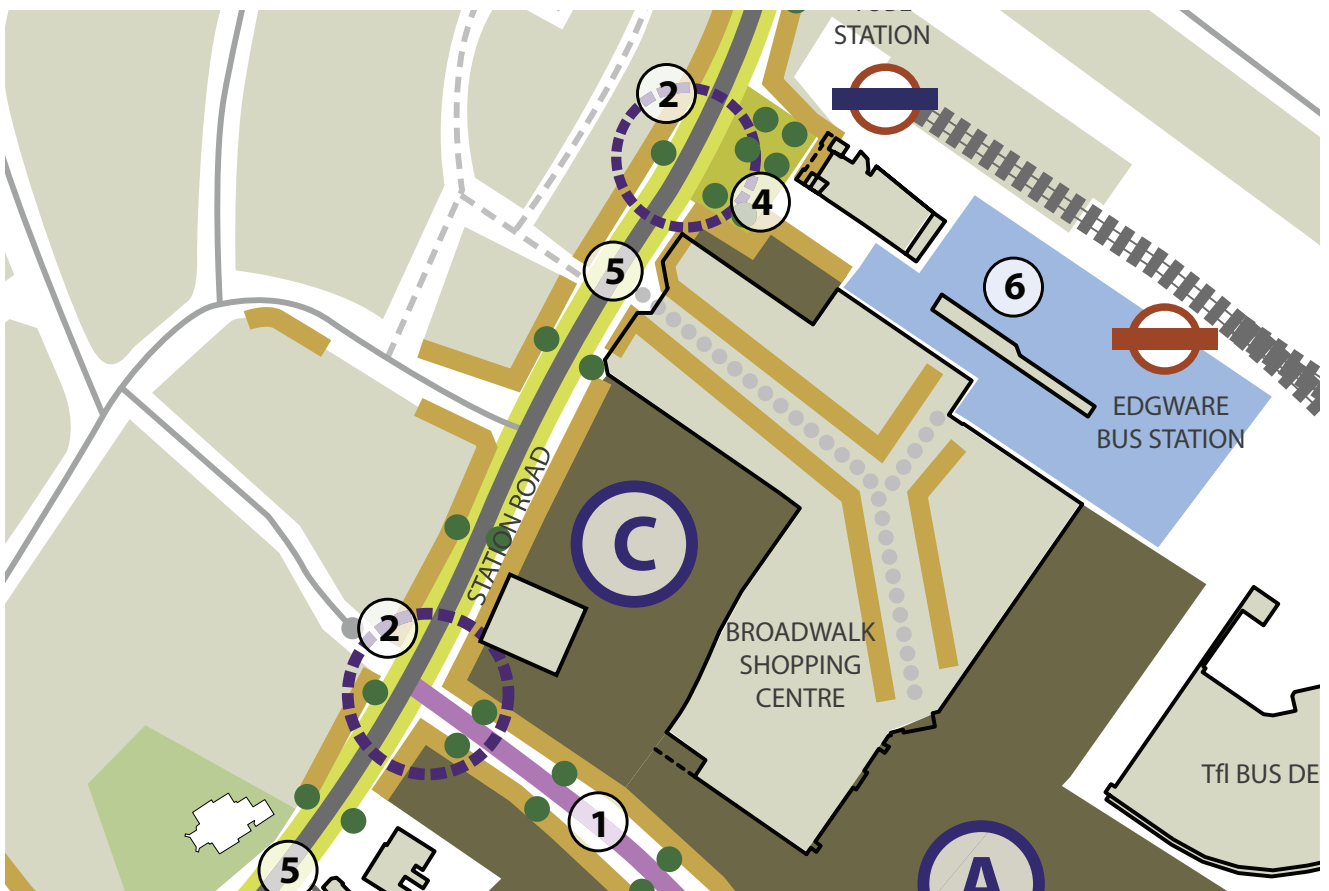 STATION
2
4
5
6
EDGWARE
BUS STATION
STATION ROAD
C
BROADWALK
SHOPPING
CENTRE
2
Tfl BUS DE
1
5
A